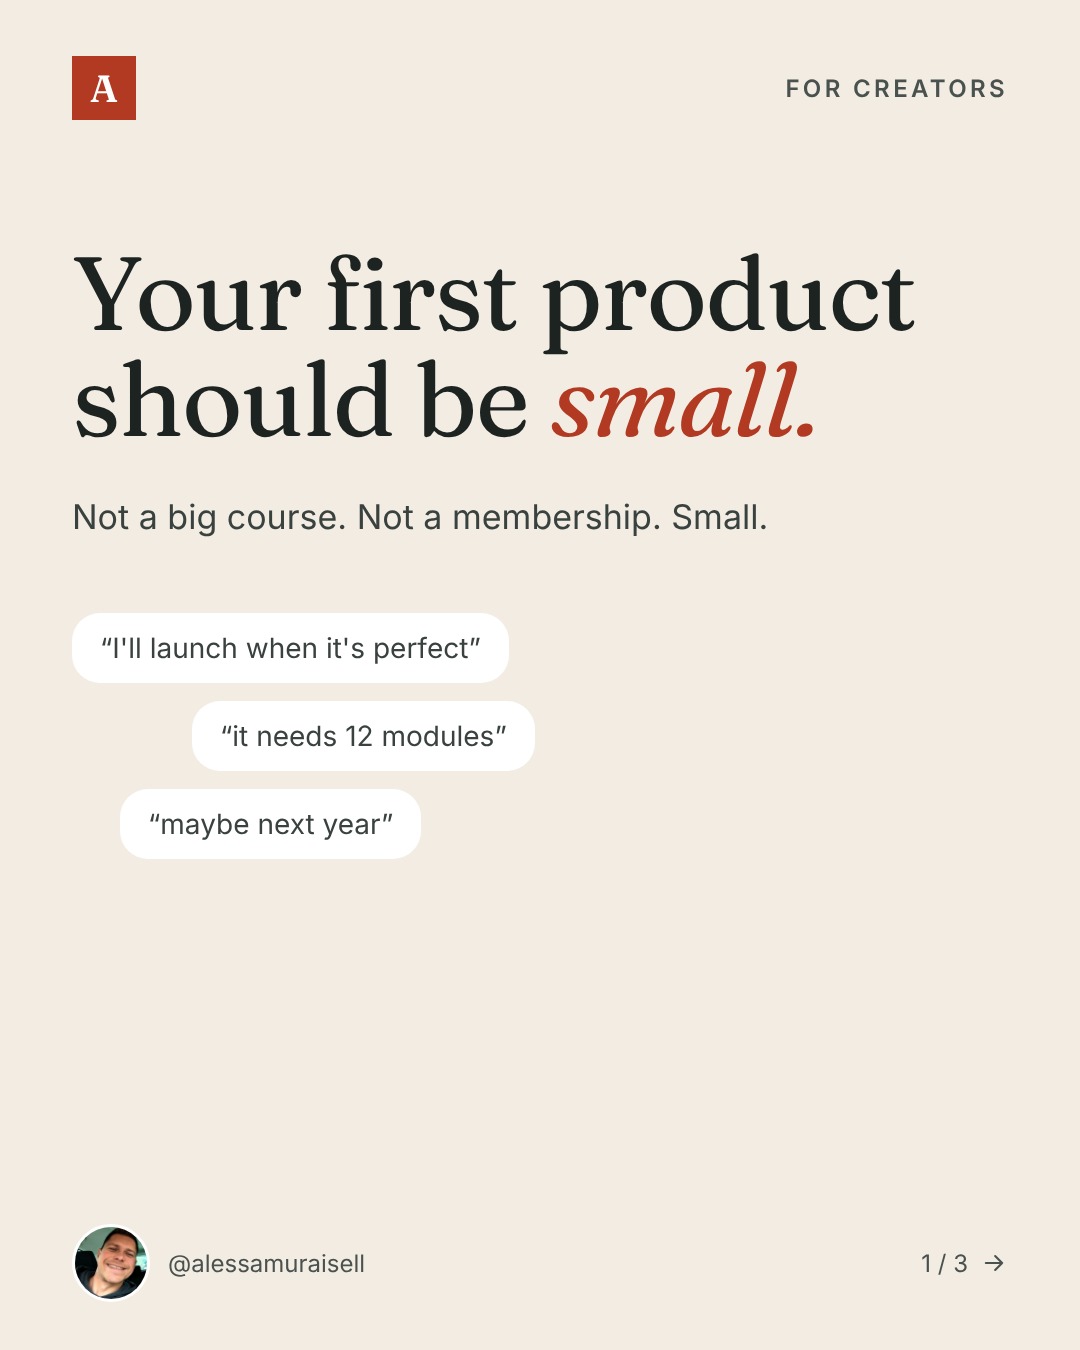 A
FOR CREATORS
Your first product
should be small.
Not a big course. Not a membership. Small.
“I'll launch when it's perfect”
“it needs 12 modules”
“maybe next year”
@alessamuraisell
1 / 3 →